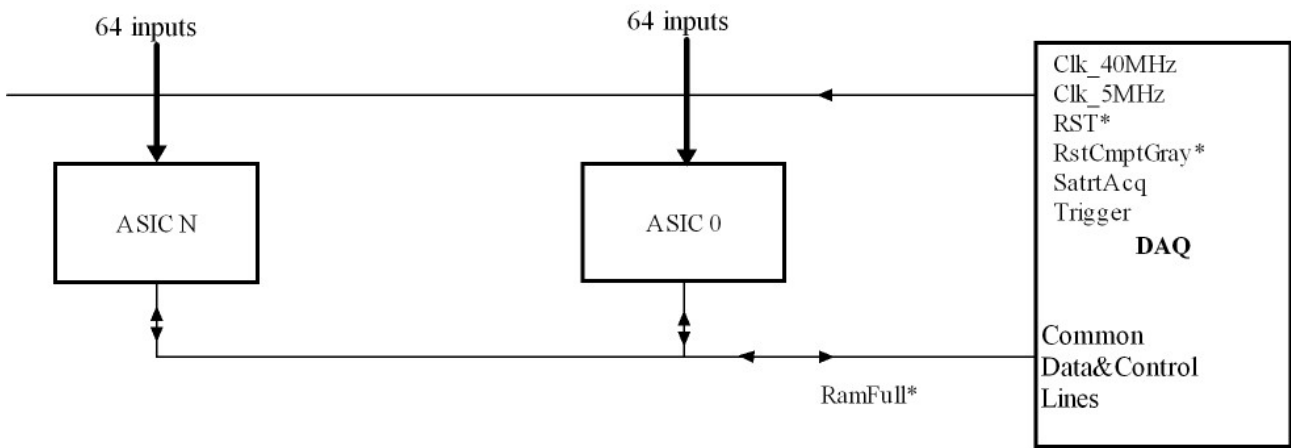 64 inputs
64 inputs
Clk_40MHz
Clk_5MHz
RST*
RstCmptGray*
SatrtAcq
Trigger
DAQ
ASIC N
ASIC 0
Common
Data&Control
Lines
RamFull*